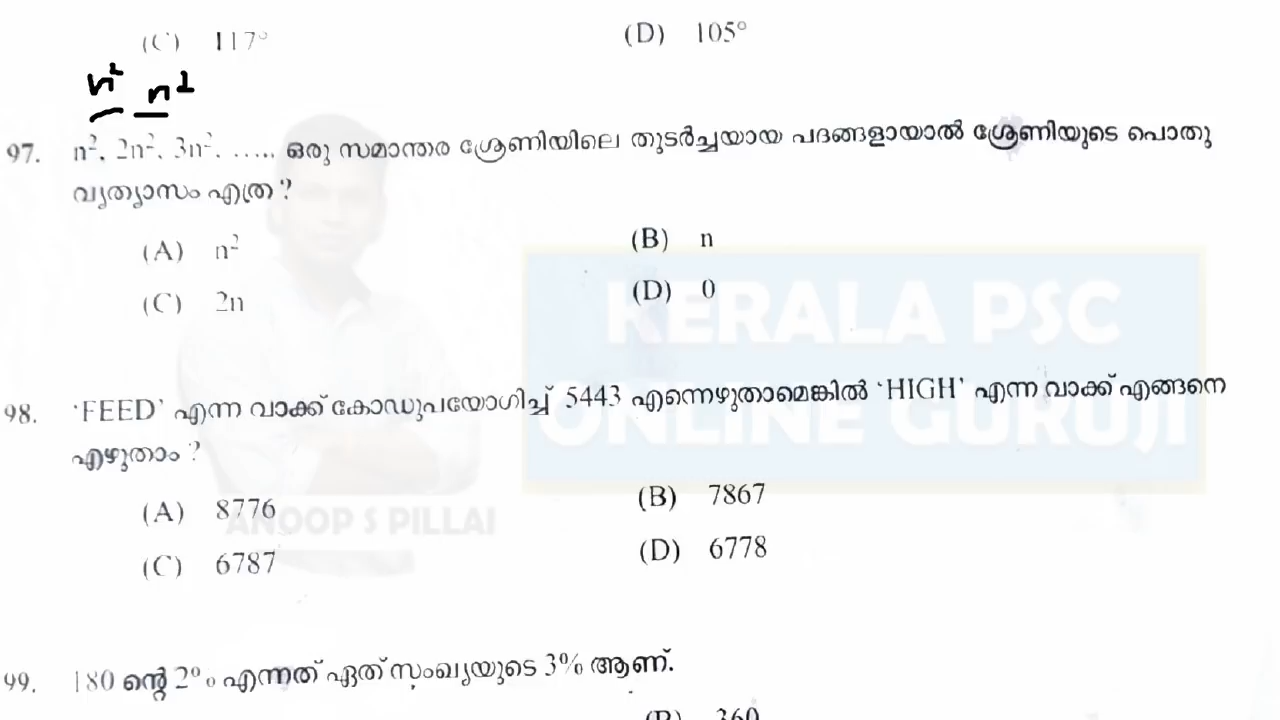 (C) 117° (D) 105°
n² n²
97. n², 2n², 3n², ..... ഒരു സമാന്തര ശ്രേണിയിലെ തുടർച്ചയായ പദങ്ങളായാൽ ശ്രേണിയുടെ പൊതു
വ്യത്യാസം എത്ര ?
(A) n² (B) n
(C) 2n (D) 0
KERALA PSC
ONLINE GURUJI
98. 'FEED' എന്ന വാക്ക് കോഡുപയോഗിച്ച് 5443 എന്നെഴുതാമെങ്കിൽ 'HIGH' എന്ന വാക്ക് എങ്ങനെ
എഴുതാം ?
(A) 8776 (B) 7867
ANOOP S PILLAI
(C) 6787 (D) 6778
99. 180 ന്റെ 2% എന്നത് ഏത് സംഖ്യയുടെ 3% ആണ്.
(B) 360